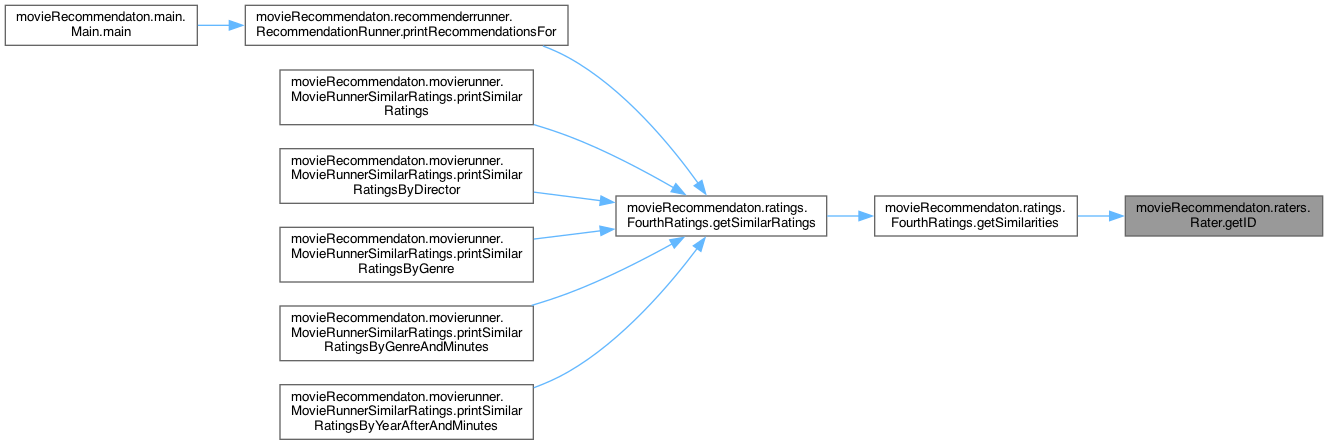 movieRecommendaton.main.
Main.main
movieRecommendaton.recommenderrunner.
RecommendationRunner.printRecommendationsFor
movieRecommendaton.movierunner.
MovieRunnerSimilarRatings.printSimilar
Ratings
movieRecommendaton.movierunner.
MovieRunnerSimilarRatings.printSimilar
RatingsByDirector
movieRecommendaton.movierunner.
MovieRunnerSimilarRatings.printSimilar
RatingsByGenre
movieRecommendaton.movierunner.
MovieRunnerSimilarRatings.printSimilar
RatingsByGenreAndMinutes
movieRecommendaton.movierunner.
MovieRunnerSimilarRatings.printSimilar
RatingsByYearAfterAndMinutes
movieRecommendaton.ratings.
FourthRatings.getSimilarRatings
movieRecommendaton.ratings.
FourthRatings.getSimilarities
movieRecommendaton.raters.
Rater.getID